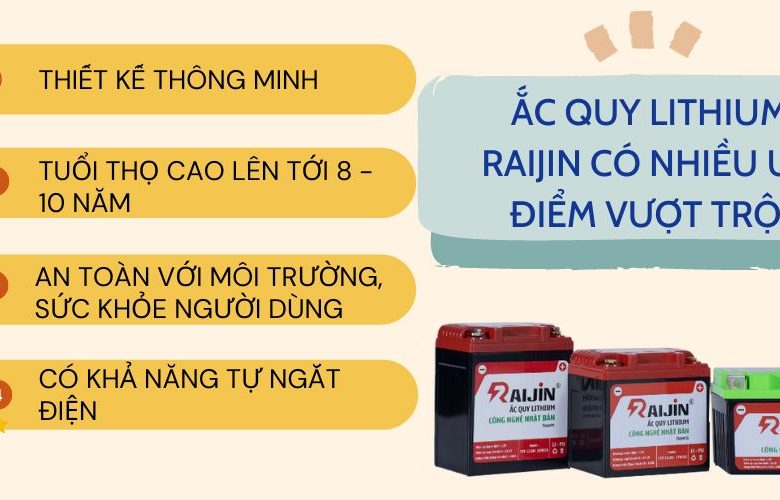 THIẾT KẾ THÔNG MINH
TUỔI THỌ CAO LÊN TỚI 8 -
10 NĂM
AN TOÀN VỚI MÔI TRƯỜNG,
SỨC KHỎE NGƯỜI DÙNG
4
CÓ KHẢ NĂNG TỰ NGẮT
ĐIỆN
ẮC QUY LITHIUM
RAIJIN CÓ NHIỀU
ĐIỂM VƯỢT
RAIJIN®
ẮC QUY LITHIUM
CÔNG NGHỆ NHẬT BẢN
RAIJIN®
ẮC QUY LITHIUM
CÔNG NGHỆ NHẬT BẢN